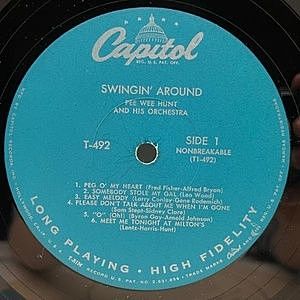 Capitol
REG. U.S. PAT. OFF.
SWINGIN' AROUND
PEE WEE HUNT
AND HIS ORCHESTRA
T-492
SIDE 1
NONBREAKABLE
(T1-492)
1. PEG O' MY HEART (Fred Fisher-Alfred Bryan)
2. SOMEBODY STOLE MY GAL (Leo Wood)
3. EASY MELODY (Larry Conley-Gene Rodemich)
4. PLEASE DON'T TALK ABOUT ME WHEN I'M GONE
(Sam Stept-Sidney Clare)
5. "O" (Oh!) (Byron Gay-Arnold Johnson)
6. MEET ME TONIGHT AT MILTON'S
(Lentz-Harris-Hunt)
LONG PLAYING · HIGH FIDELITY